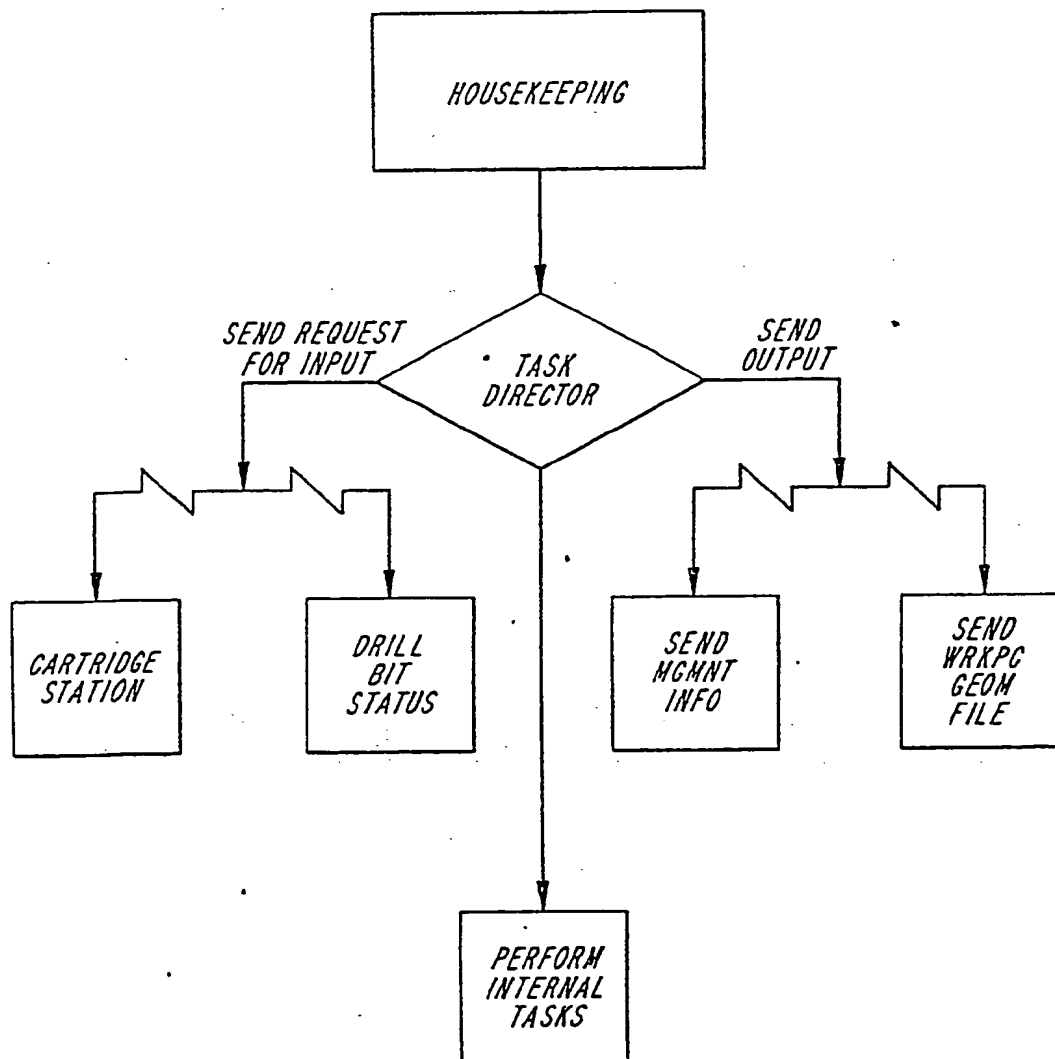 HOUSEKEEPING
SEND REQUEST
FOR INPUT
TASK
DIRECTOR
SEND
OUTPUT
CARTRIDGE
STATION
DRILL
BIT
STATUS
SEND
MGMNT
INFO
SEND
WRKPC
GEOM
FILE
PERFORM
INTERNAL
TASKS